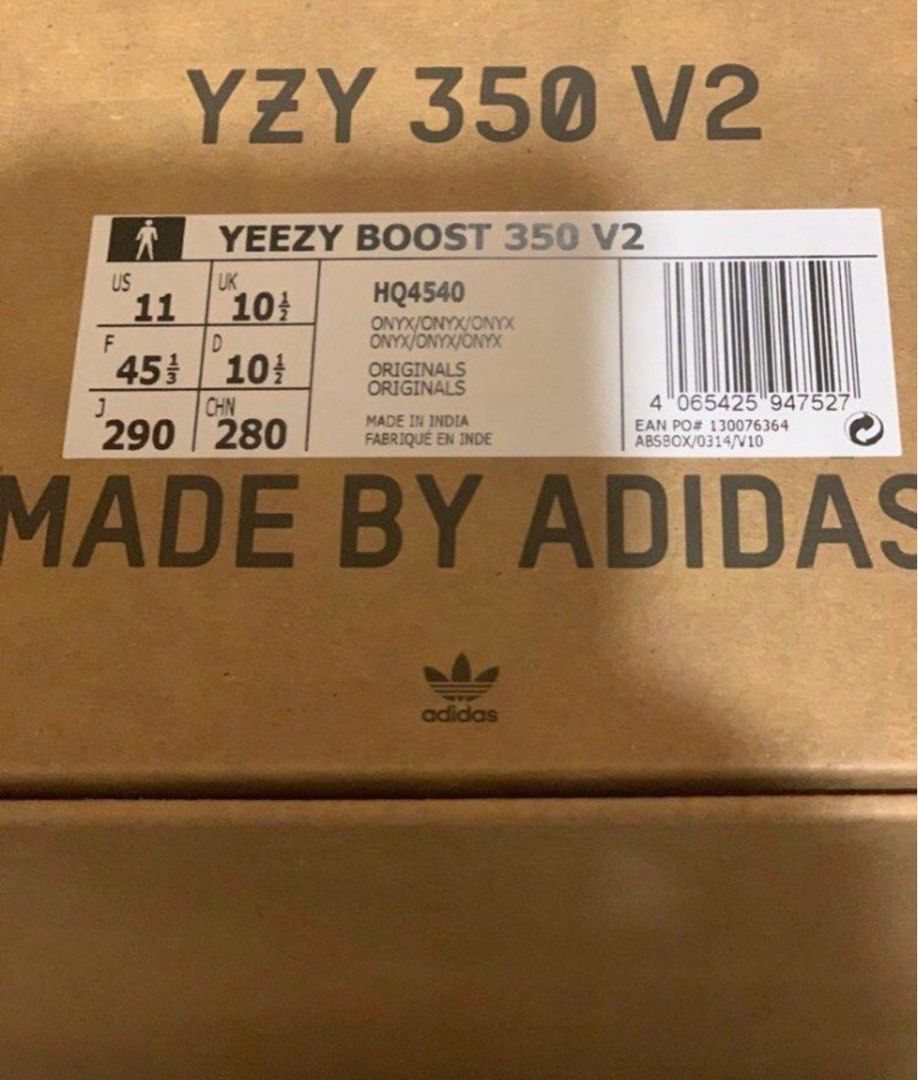 YZY 350 V2
YEEZY BOOST 350 V2
US
11
UK
10½
F
45⅓
D
10½
J
290
CHN
280
HQ4540
ONYX/ONYX/ONYX
ONYX/ONYX/ONYX
ORIGINALS
ORIGINALS
MADE IN INDIA
FABRIQUÉ EN INDE
4 065425 947527
EAN PO# 130076364
ABSBOX/0314/V10
MADE BY ADIDAS
adidas